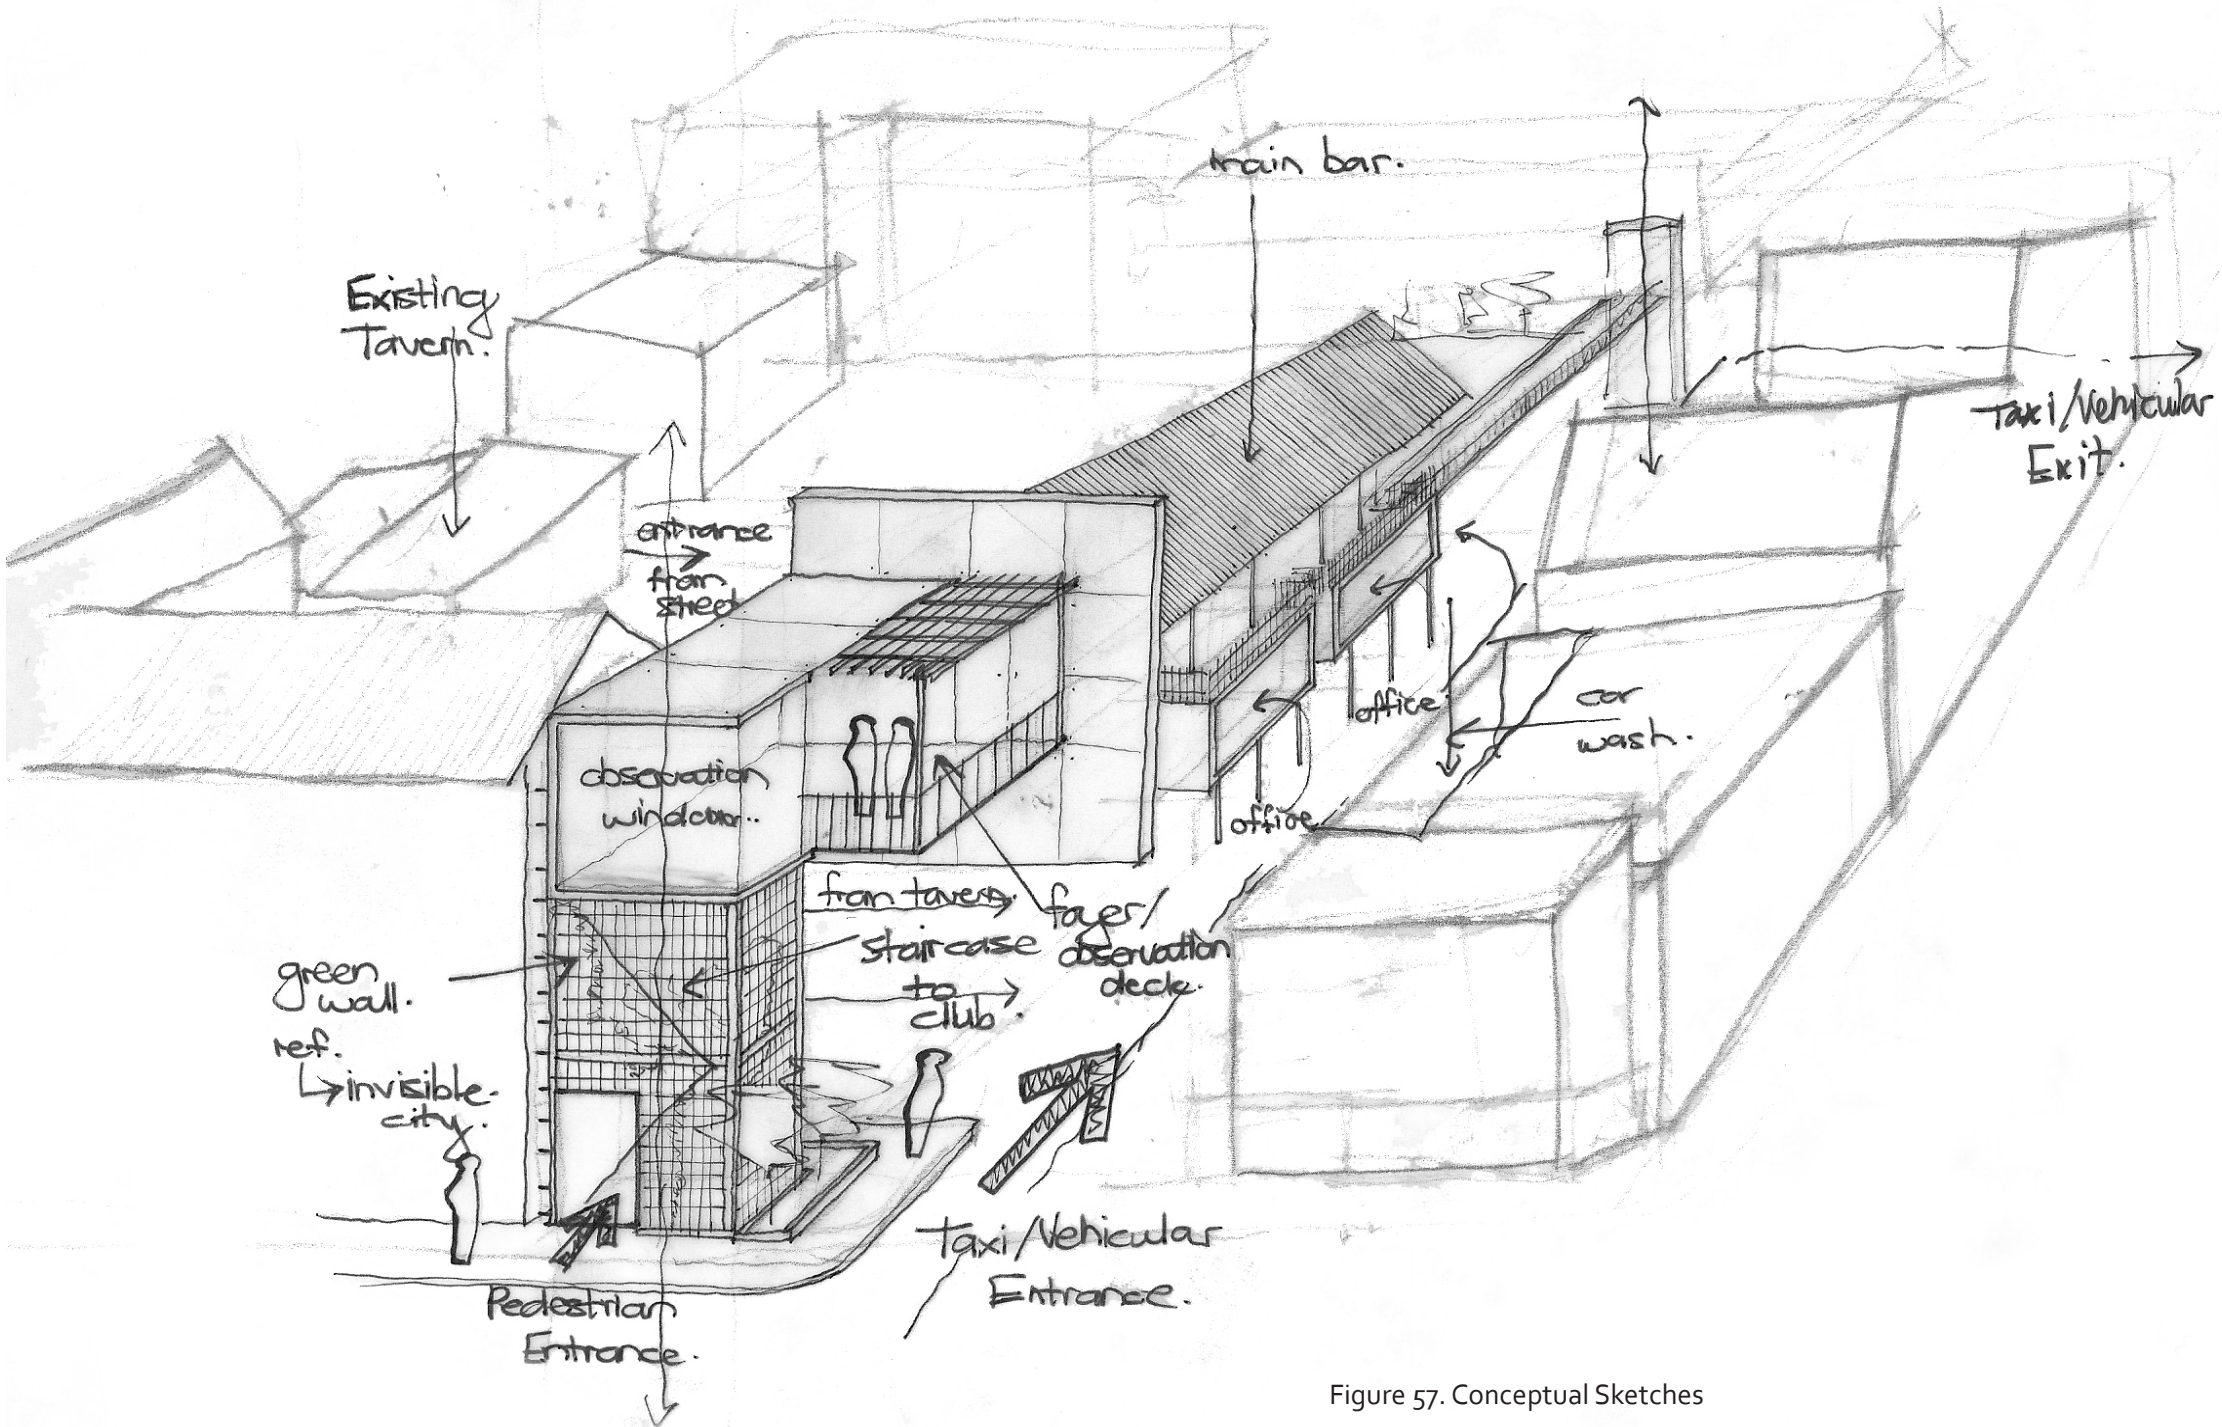 main bar.
Existing
Tavern.
Taxi/Vehicular
Exit.
entrance
from
street
observation
window..
office
car
wash.
office
from tavern.
foyer/
observation
deck.
staircase
to
club.
green
wall.
ref.
↳invisible
city.
Taxi/Vehicular
Entrance.
Pedestrian
Entrance.
Figure 57. Conceptual Sketches